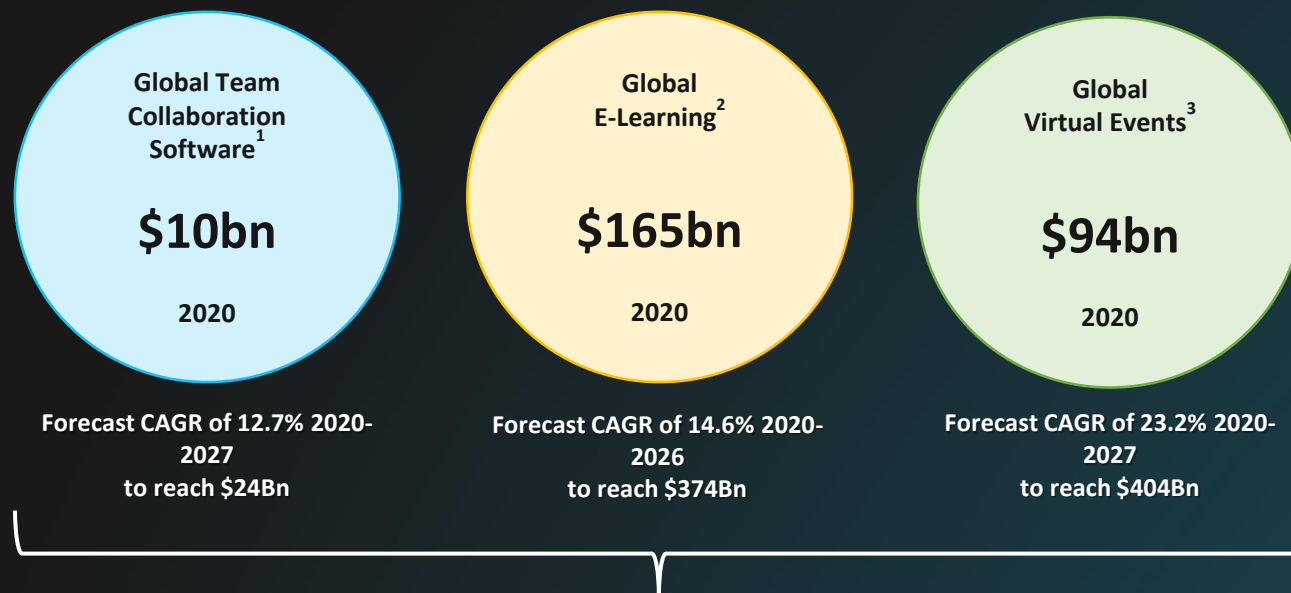 Global Team
Collaboration
Software1
$10bn
2020
Forecast CAGR of 12.7% 2020-
2027
to reach $24Bn
Global
E-Learning2
$165bn
2020
Forecast CAGR of 14.6% 2020-
2026
to reach $374Bn
Global
Virtual Events3
$94bn
2020
Forecast CAGR of 23.2% 2020-
2027
to reach $404Bn